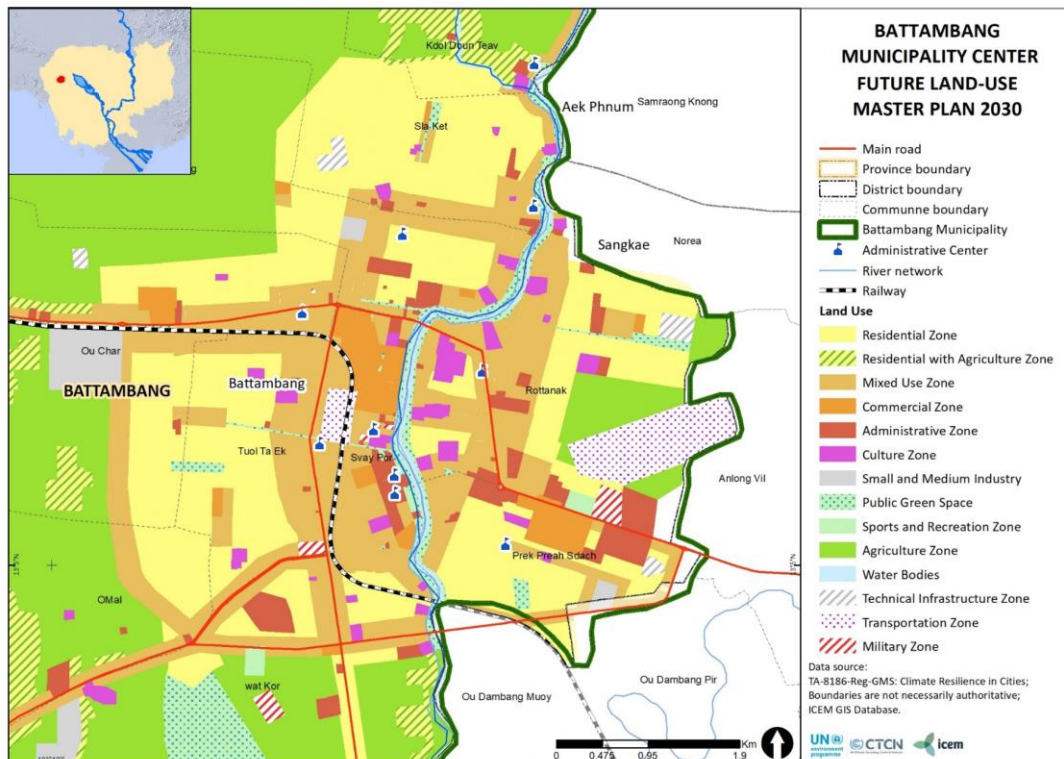 Kdol Doun Teav
Aek Phnum
Samraong Knong
Sla Ket
Sangkae
Norea
Ou Char
BATTAMBANG
Battambang
Rottanak
Tuol Ta Ek
Svay Por
Anlong Vil
Prek Preah Sdach
OMal
wat Kor
Ou Dambang Muoy
Ou Dambang Pir
Km
0 0.475 0.95 1.9
BATTAMBANG
MUNICIPALITY CENTER
FUTURE LAND-USE
MASTER PLAN 2030
Main road
Province boundary
District boundary
Communne boundary
Battambang Municipality
Administrative Center
River network
Railway
Land Use
Residential Zone
Residential with Agriculture Zone
Mixed Use Zone
Commercial Zone
Administrative Zone
Culture Zone
Small and Medium Industry
Public Green Space
Sports and Recreation Zone
Agriculture Zone
Water Bodies
Technical Infrastructure Zone
Transportation Zone
Military Zone
Data source:
TA-8186-Reg-GMS: Climate Resilience in Cities;
Boundaries are not necessarily authoritative;
ICEM GIS Database.
UN
environment
programme
CTCN
icem